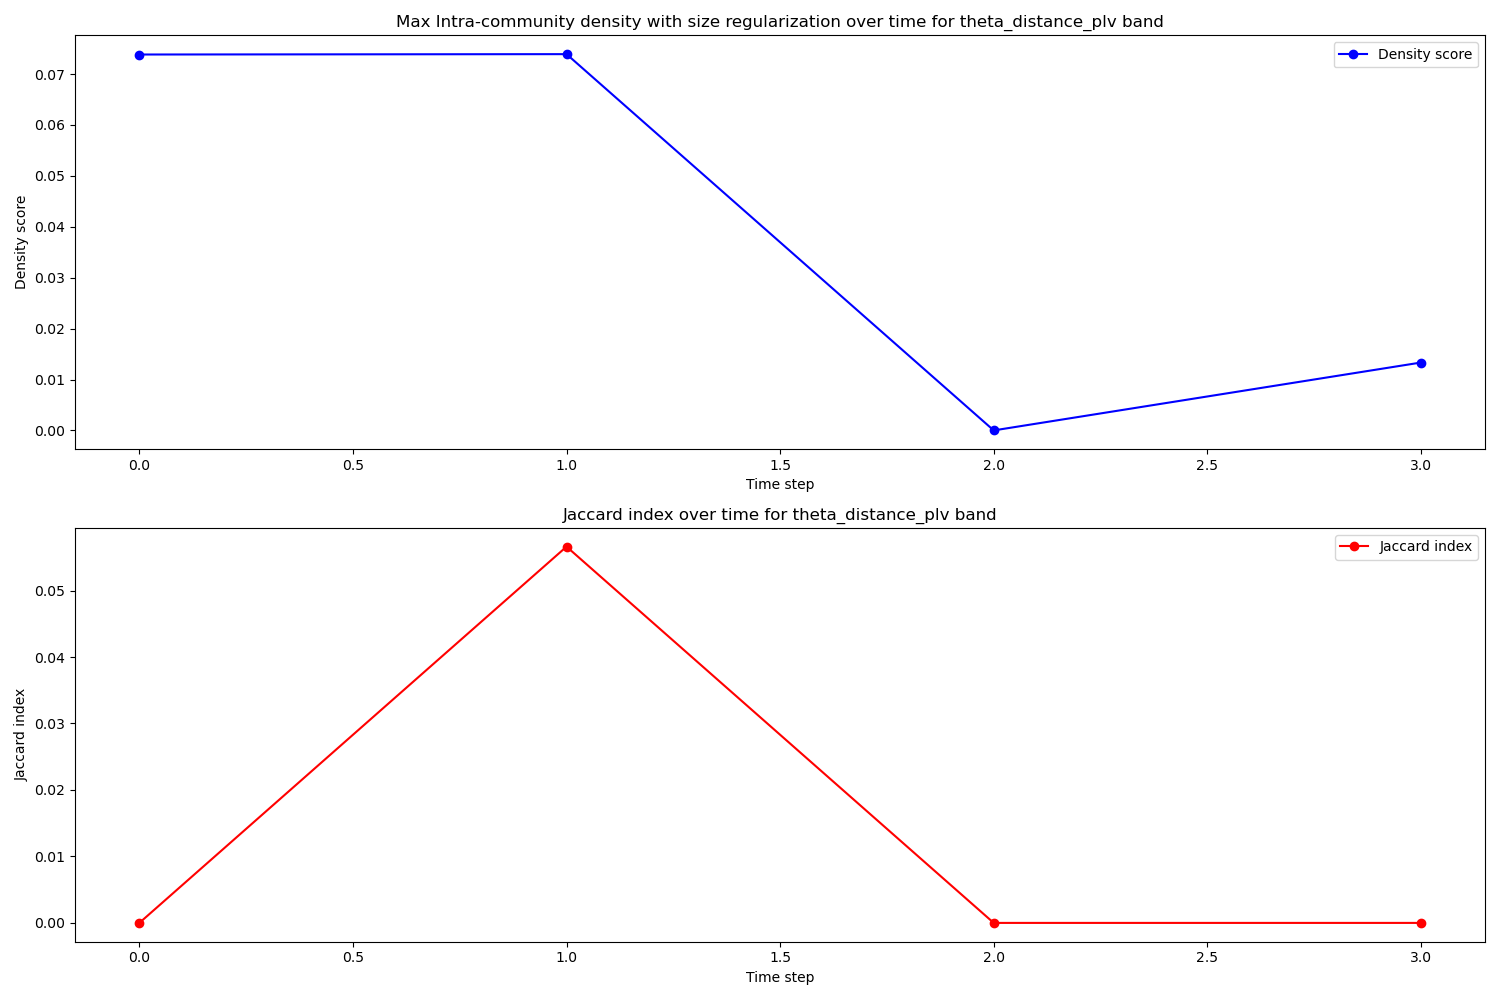 Max Intra-community density with size regularization over time for theta_distance_plv band
Density score
0.07
0.06
0.05
0.04
0.03
0.02
0.01
0.00
Density score
0.0 0.5 1.0 1.5 2.0 2.5 3.0
Time step
Jaccard index over time for theta_distance_plv band
Jaccard index
0.05
0.04
0.03
0.02
0.01
0.00
Jaccard index
0.0 0.5 1.0 1.5 2.0 2.5 3.0
Time step